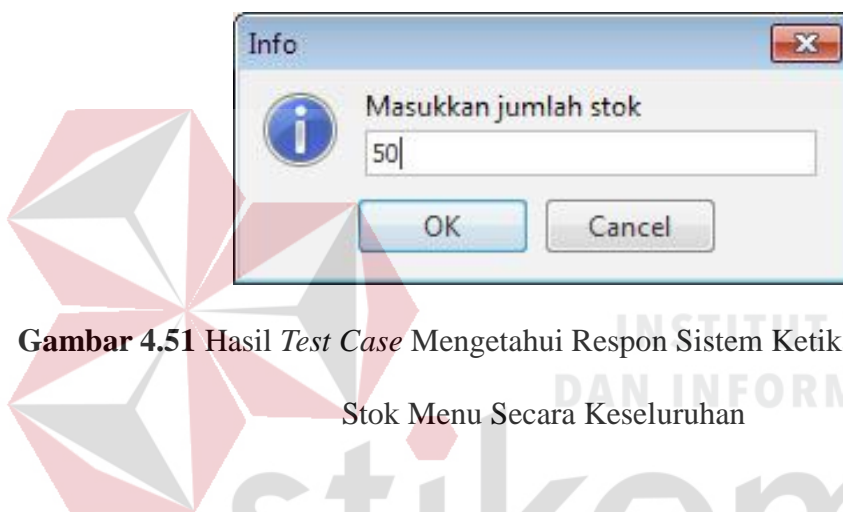 Info
Masukkan jumlah stok
50
OK Cancel
INSTITUT
Gambar 4.51 Hasil Test Case Mengetahui Respon Sistem Ketik
DAN INFORM
Stok Menu Secara Keseluruhan
stikom